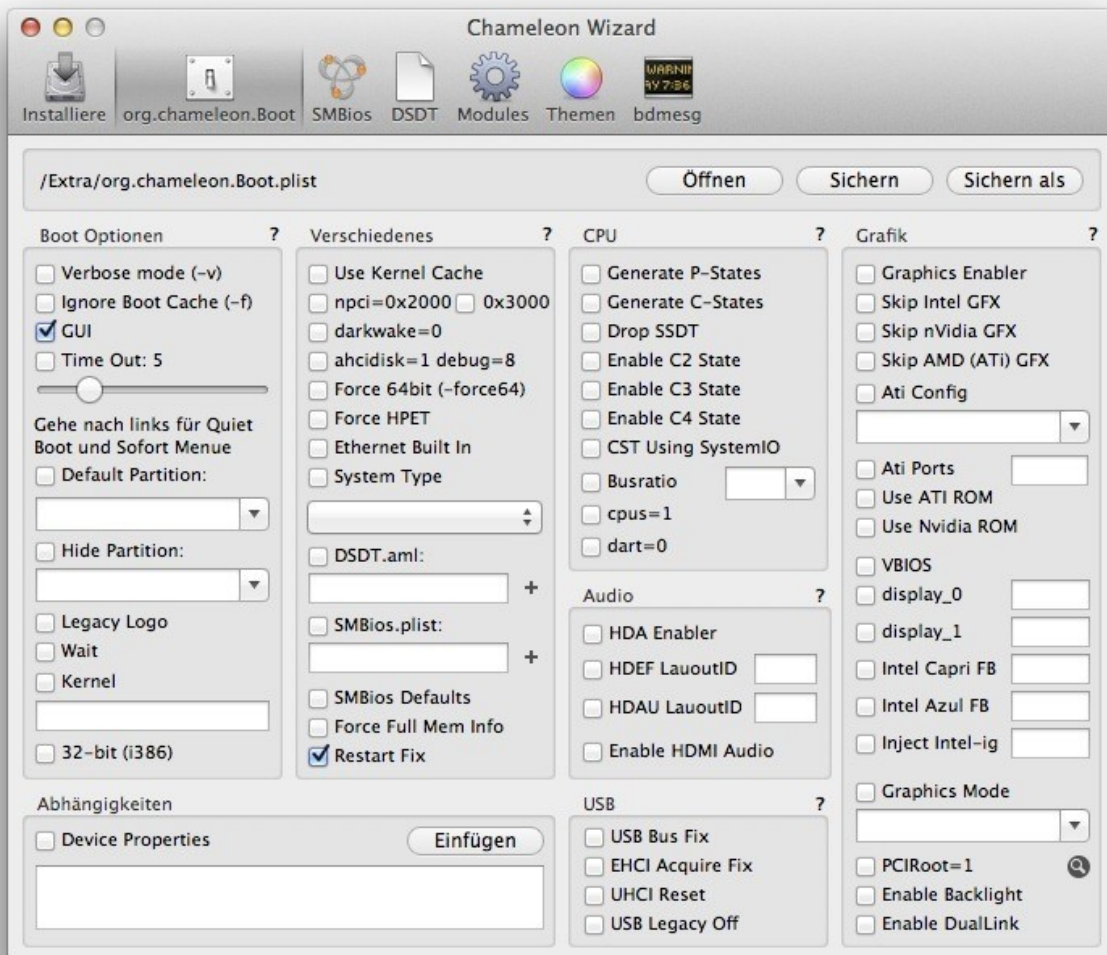 Chameleon Wizard
WARNIN
AY 7:36
Installiere org.chameleon.Boot SMBios DSDT Modules Themen bdmesg
/Extra/org.chameleon.Boot.plist Öffnen Sichern Sichern als
Boot Optionen ?
Verbose mode (-v)
Ignore Boot Cache (-f)
GUI
Time Out: 5
Gehe nach links für Quiet
Boot und Sofort Menue
Default Partition:
Hide Partition:
Legacy Logo
Wait
Kernel
32-bit (i386)
Verschiedenes ?
Use Kernel Cache
npci=0x2000 0x3000
darkwake=0
ahcidisk=1 debug=8
Force 64bit (-force64)
Force HPET
Ethernet Built In
System Type
DSDT.aml:
+
SMBios.plist:
+
SMBios Defaults
Force Full Mem Info
Restart Fix
Abhängigkeiten
Device Properties Einfügen
CPU ?
Generate P-States
Generate C-States
Drop SSDT
Enable C2 State
Enable C3 State
Enable C4 State
CST Using SystemIO
Busratio
cpus=1
dart=0
Audio ?
HDA Enabler
HDEF LauoutID
HDAU LauoutID
Enable HDMI Audio
USB ?
USB Bus Fix
EHCI Acquire Fix
UHCI Reset
USB Legacy Off
Grafik ?
Graphics Enabler
Skip Intel GFX
Skip nVidia GFX
Skip AMD (ATi) GFX
Ati Config
Ati Ports
Use ATI ROM
Use Nvidia ROM
VBIOS
display_0
display_1
Intel Capri FB
Intel Azul FB
Inject Intel-ig
Graphics Mode
PCIRoot=1
Enable Backlight
Enable DualLink